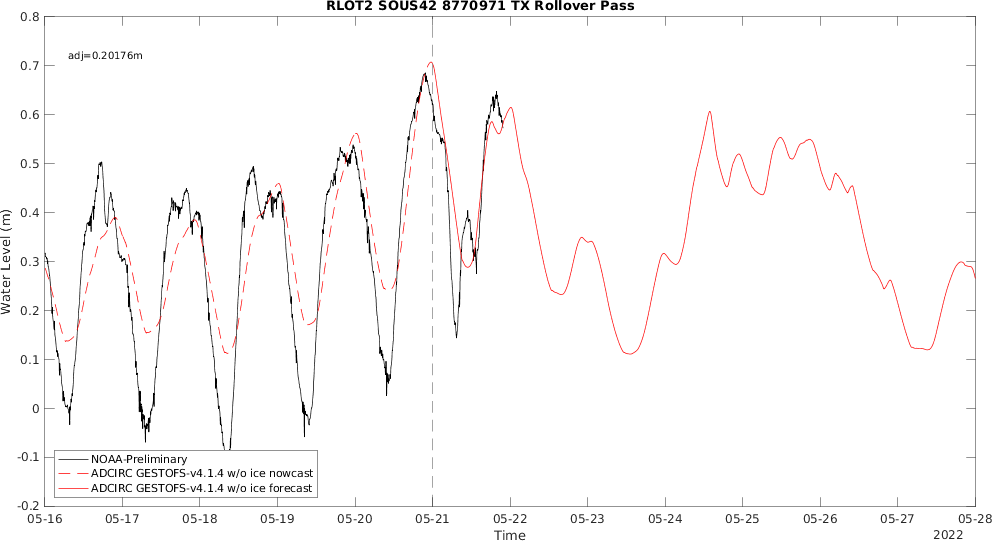 RLOT2 SOUS42 8770971 TX Rollover Pass
0.8
adj=0.20176m
0.7
0.6
0.5
0.4
0.3
0.2
0.1
0
-0.1
-0.2
Water Level (m)
NOAA-Preliminary
ADCIRC GESTOFS-v4.1.4 w/o ice nowcast
ADCIRC GESTOFS-v4.1.4 w/o ice forecast
05-16 05-17 05-18 05-19 05-20 05-21 05-22 05-23 05-24 05-25 05-26 05-27 05-28
Time
2022